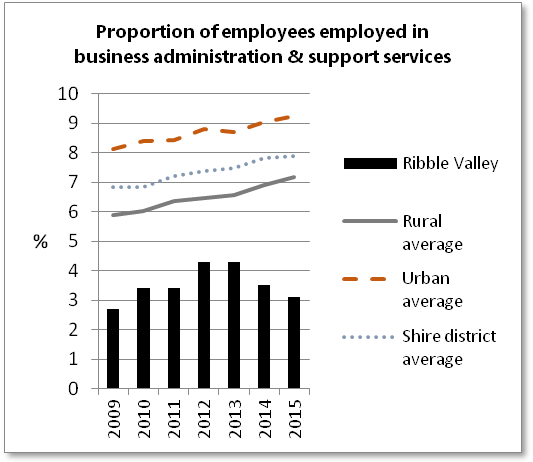 Proportion of employees employed in
business administration & support services
10
9
8
7
6
5
4
3
2
1
0
%
2009
2010
2011
2012
2013
2014
2015
Ribble Valley
Rural
average
Urban
average
Shire district
average